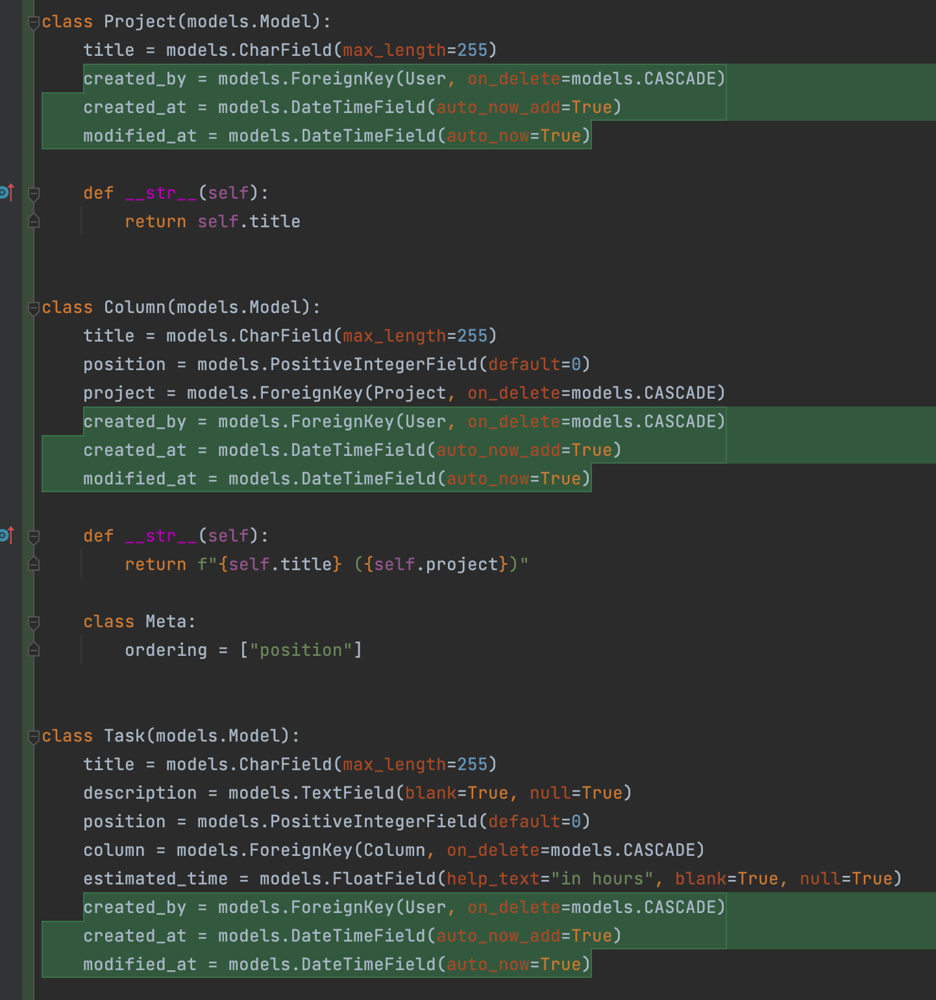 class Project(models.Model):
    title = models.CharField(max_length=255)
    created_by = models.ForeignKey(User, on_delete=models.CASCADE)
    created_at = models.DateTimeField(auto_now_add=True)
    modified_at = models.DateTimeField(auto_now=True)
    def __str__(self):
        return self.title
class Column(models.Model):
    title = models.CharField(max_length=255)
    position = models.PositiveIntegerField(default=0)
    project = models.ForeignKey(Project, on_delete=models.CASCADE)
    created_by = models.ForeignKey(User, on_delete=models.CASCADE)
    created_at = models.DateTimeField(auto_now_add=True)
    modified_at = models.DateTimeField(auto_now=True)
    def __str__(self):
        return f"{self.title} ({self.project})"
    class Meta:
        ordering = ["position"]
class Task(models.Model):
    title = models.CharField(max_length=255)
    description = models.TextField(blank=True, null=True)
    position = models.PositiveIntegerField(default=0)
    column = models.ForeignKey(Column, on_delete=models.CASCADE)
    estimated_time = models.FloatField(help_text="in hours", blank=True, null=True)
    created_by = models.ForeignKey(User, on_delete=models.CASCADE)
    created_at = models.DateTimeField(auto_now_add=True)
    modified_at = models.DateTimeField(auto_now=True)